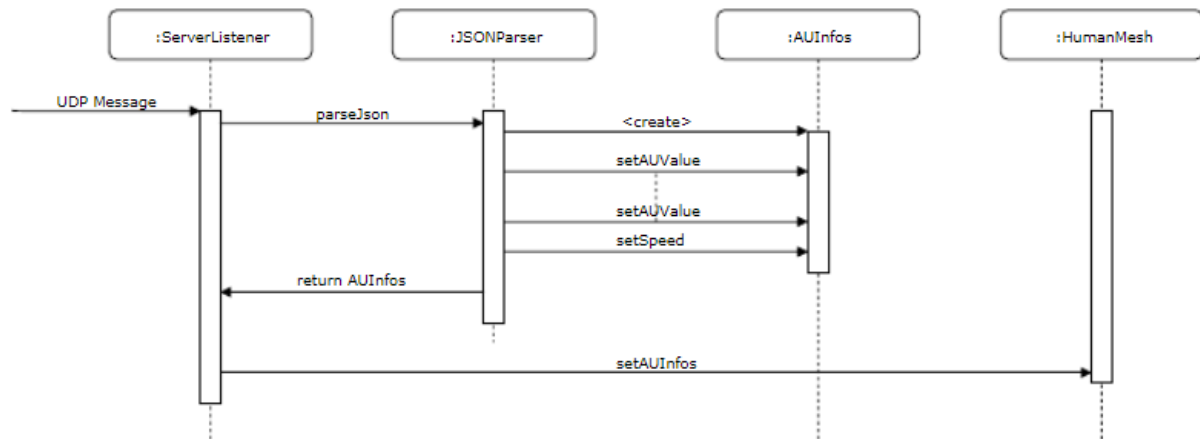 :ServerListener
:JSONParser
:AUInfos
:HumanMesh
UDP Message
parseJson
<create>
setAUValue
setAUValue
setSpeed
return AUInfos
setAUInfos